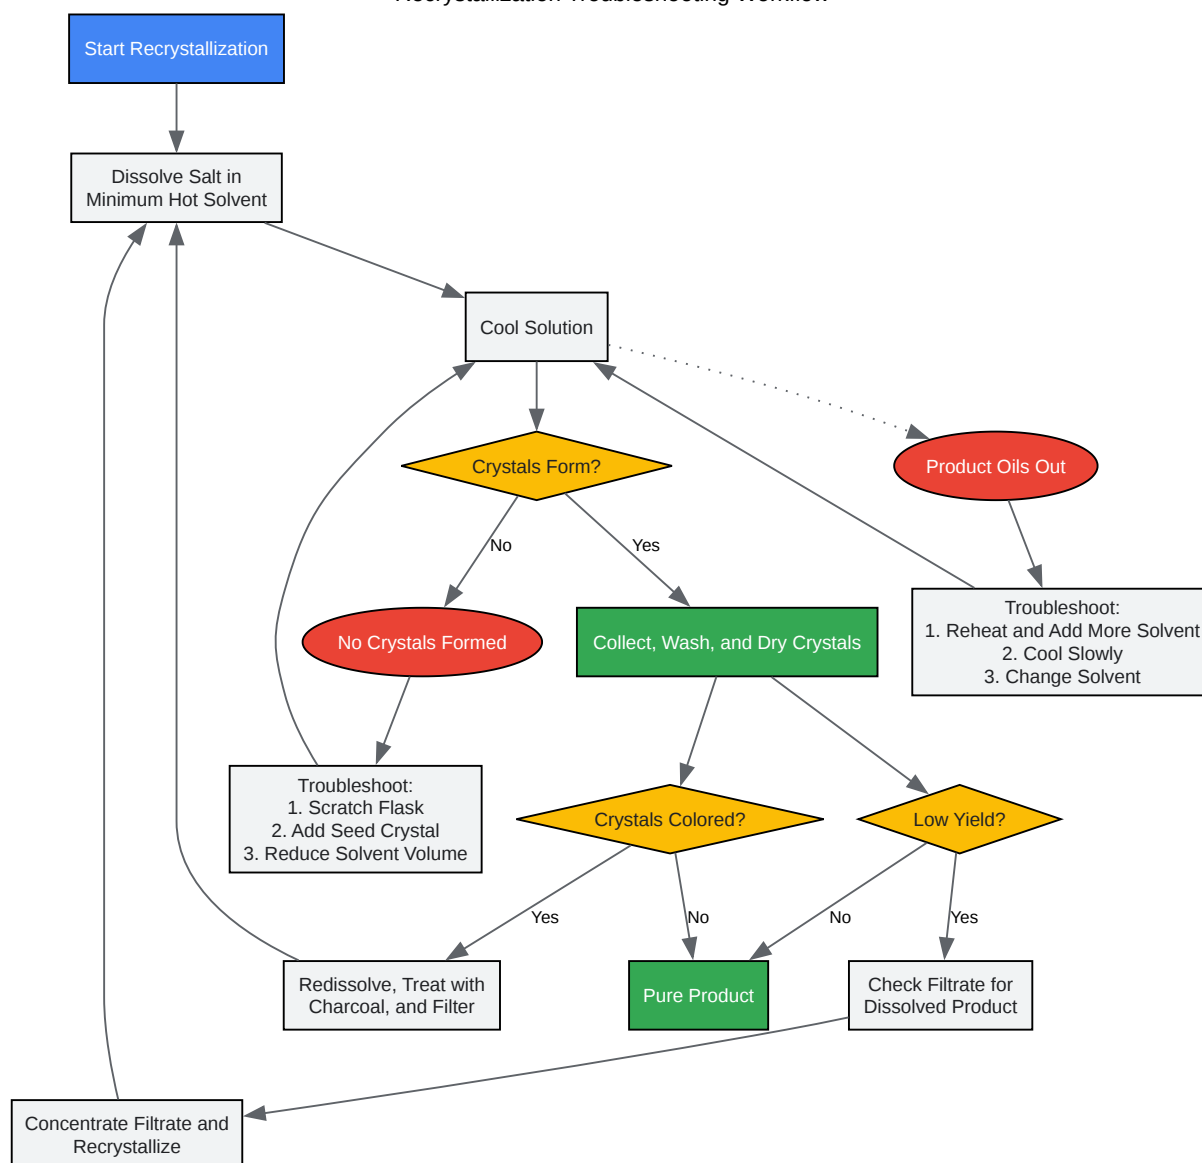 Recrystallization Troubleshooting Workflow
Start Recrystallization
Dissolve Salt in
Minimum Hot Solvent
Cool Solution
Crystals Form?
Product Oils Out
No
Yes
No Crystals Formed
Collect, Wash, and Dry Crystals
Troubleshoot:
1. Reheat and Add More Solvent
2. Cool Slowly
3. Change Solvent
Troubleshoot:
1. Scratch Flask
2. Add Seed Crystal
3. Reduce Solvent Volume
Crystals Colored?
Low Yield?
Yes
No
No
Yes
Redissolve, Treat with
Charcoal, and Filter
Pure Product
Check Filtrate for
Dissolved Product
Concentrate Filtrate and
Recrystallize